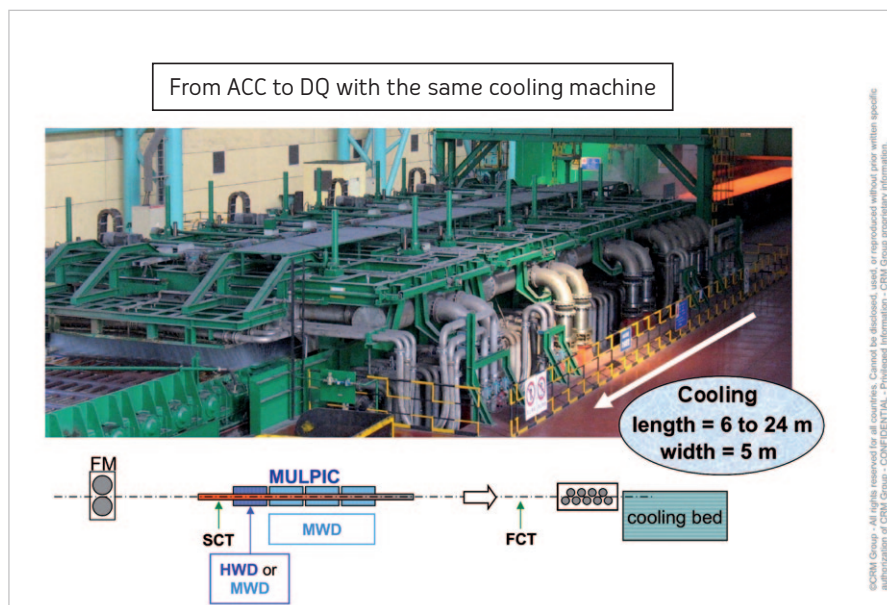 From ACC to DQ with the same cooling machine
Cooling
length = 6 to 24 m
width = 5 m
FM
MULPIC
SCT
MWD
HWD or
MWD
FCT
cooling bed
©CRM Group - All rights reserved for all countries. Cannot be disclosed, used, or reproduced without prior written specific
authorization of CRM Group - CONFIDENTIAL - Privileged Information - CRM Group proprietary information.